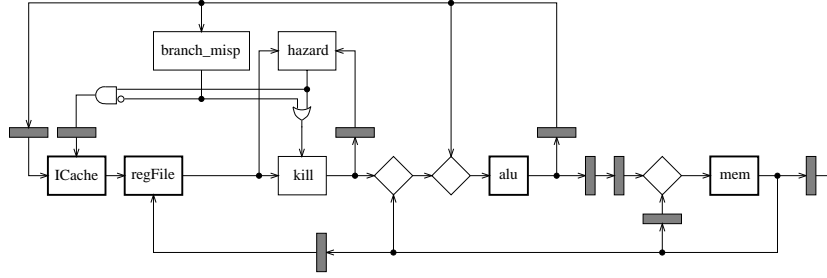 branch_misp
hazard
ICache
regFile
kill
alu
mem